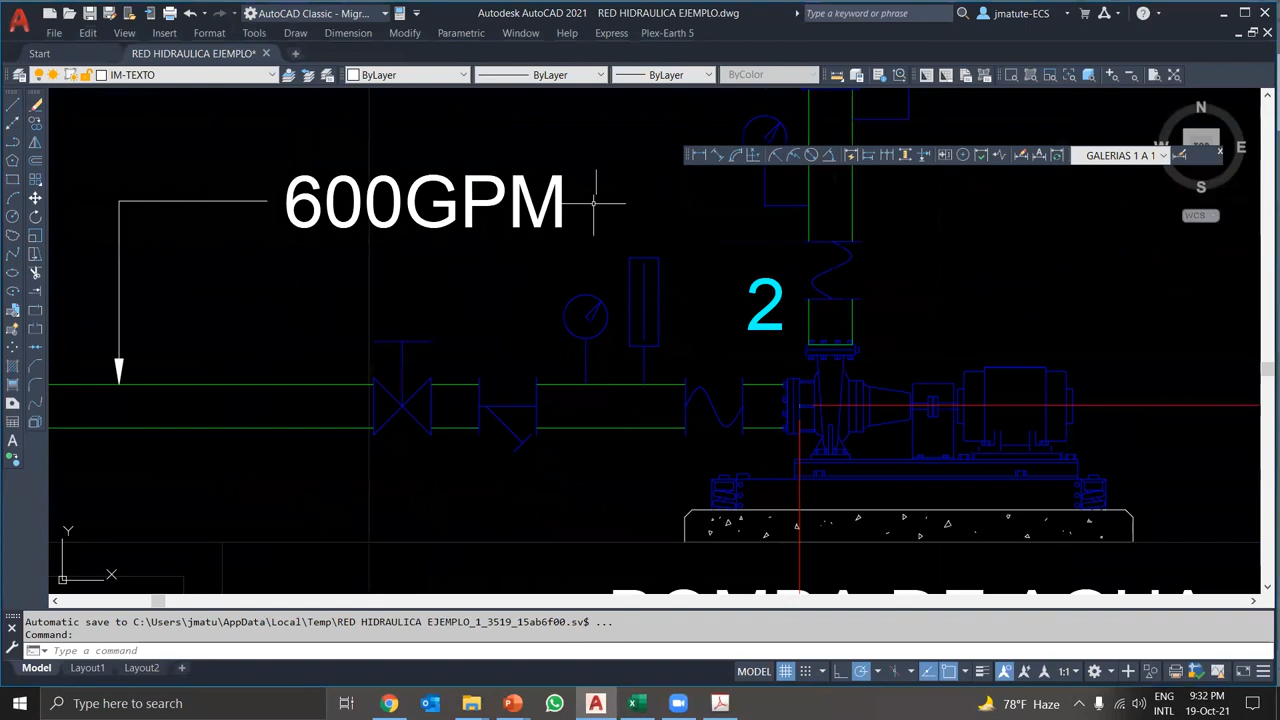 AutoCAD Classic - Migr...
Autodesk AutoCAD 2021 RED HIDRAULICA EJEMPLO.dwg
Type a keyword or phrase
jmatute-ECS
File Edit View Insert Format Tools Draw Dimension Modify Parametric Window Help Express Plex-Earth 5
Start
RED HIDRAULICA EJEMPLO*
IM-TEXTO
ByLayer
ByLayer
ByLayer
ByColor
N
E
S
WCS
GALERIAS 1 A 1
600GPM
2
Y
X
BOMBA DE AGUA
Automatic save to C:\Users\jmatu\AppData\Local\Temp\RED HIDRAULICA EJEMPLO_1_3519_15ab6f00.sv$ ...
Command:
Type a command
Model Layout1 Layout2
MODEL
1:1
Type here to search
78°F Haze
ENG
INTL
9:32 PM
19-Oct-21